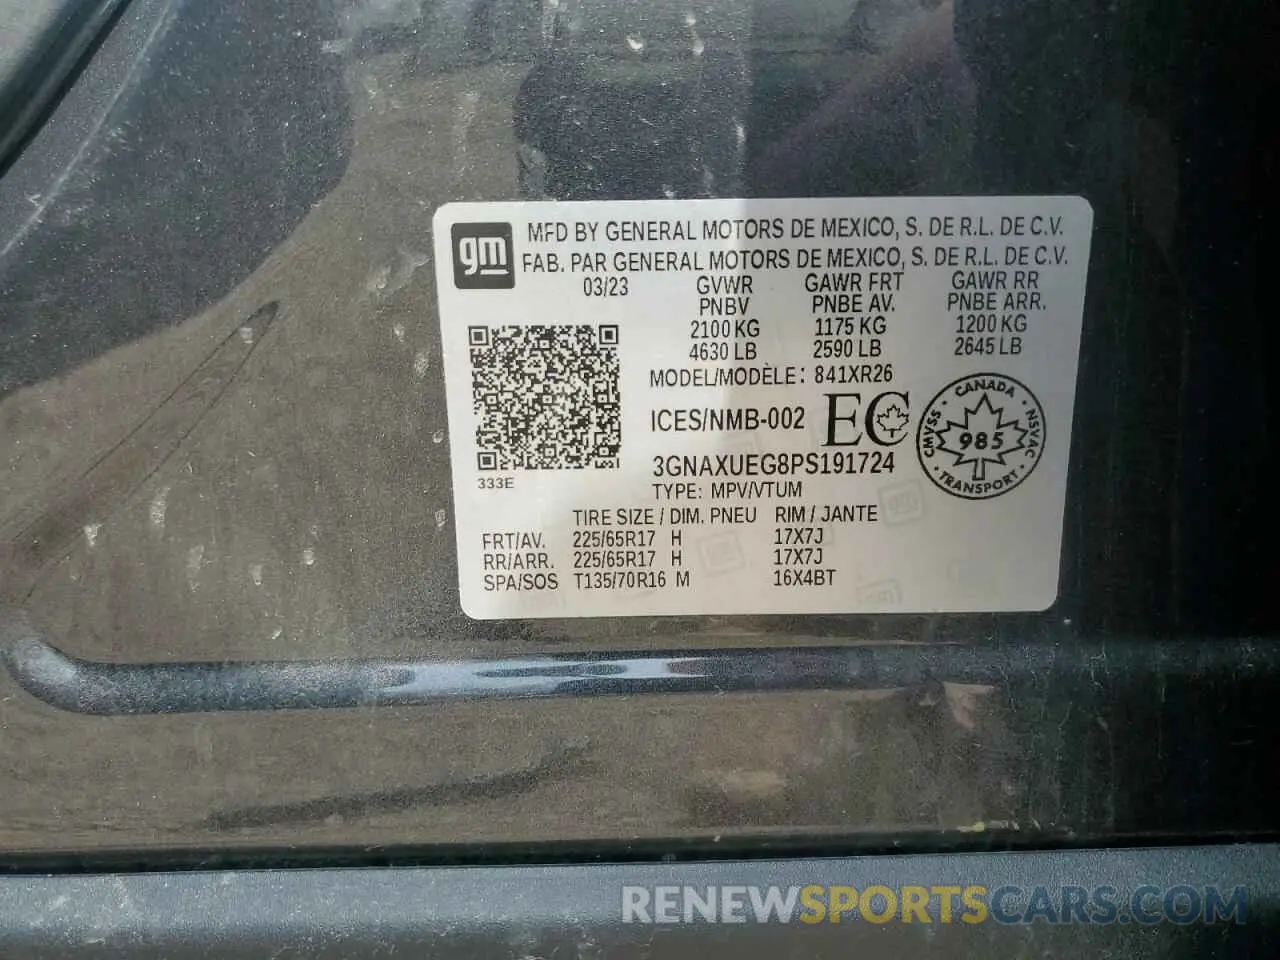 gm
MFD BY GENERAL MOTORS DE MEXICO, S. DE R.L. DE C.V.
FAB. PAR GENERAL MOTORS DE MEXICO, S. DE R.L. DE C.V.
03/23 GVWR GAWR FRT GAWR RR
PNBV PNBE AV. PNBE ARR.
2100 KG 1175 KG 1200 KG
4630 LB 2590 LB 2645 LB
MODEL/MODÈLE: 841XR26
ICES/NMB-002 EC
CANADA
CMVSS 985 NSVAC
TRANSPORT
3GNAXUEG8PS191724
333E
TYPE: MPV/VTUM
TIRE SIZE / DIM. PNEU RIM / JANTE
FRT/AV. 225/65R17 H 17X7J
RR/ARR. 225/65R17 H 17X7J
SPA/SOS T135/70R16 M 16X4BT
RENEWSPORTSCARS.COM